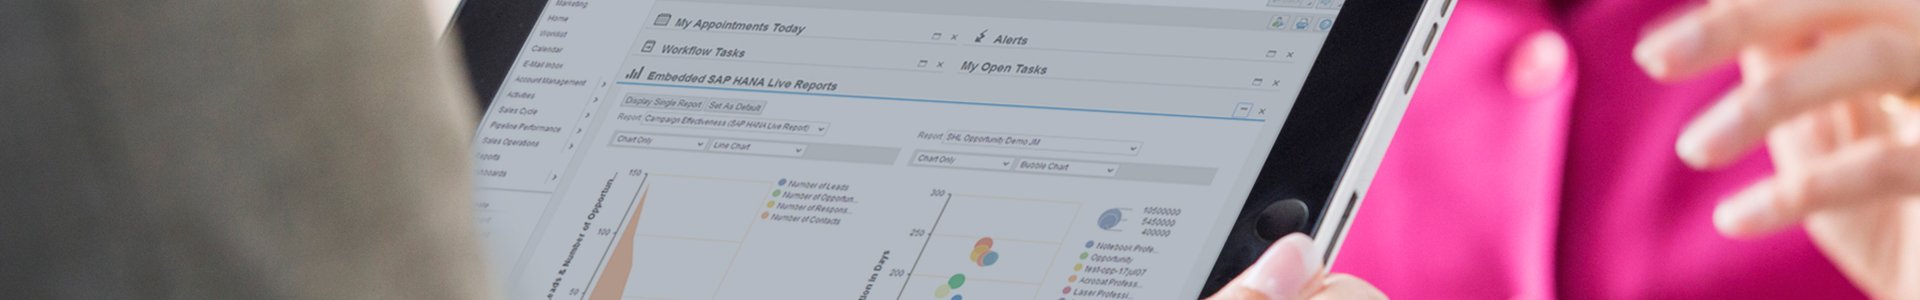 Marketing
Home
Worklist
Calendar
E-Mail Inbox
Account Management
Activities
Sales Cycle
Pipeline Performance
Sales Operations
My Appointments Today
Alerts
Workflow Tasks
My Open Tasks
Embedded SAP HANA Live Reports
Display Single Report Set As Default
Report: Campaign Effectiveness (SAP HANA Live Report)
Chart Only Line Chart
150
100
50
eads & Number of Opportun...
Number of Leads
Number of Opportun...
Number of Respons...
Number of Contacts
Report: SHL Opportunity Demo JM
Chart Only Bubble Chart
300
250
200
ion in Days
10500000
5450000
400000
Notebook Profe...
Opportunity
test-opp-17jul07
Acrobat Profess...
Laser Professi...